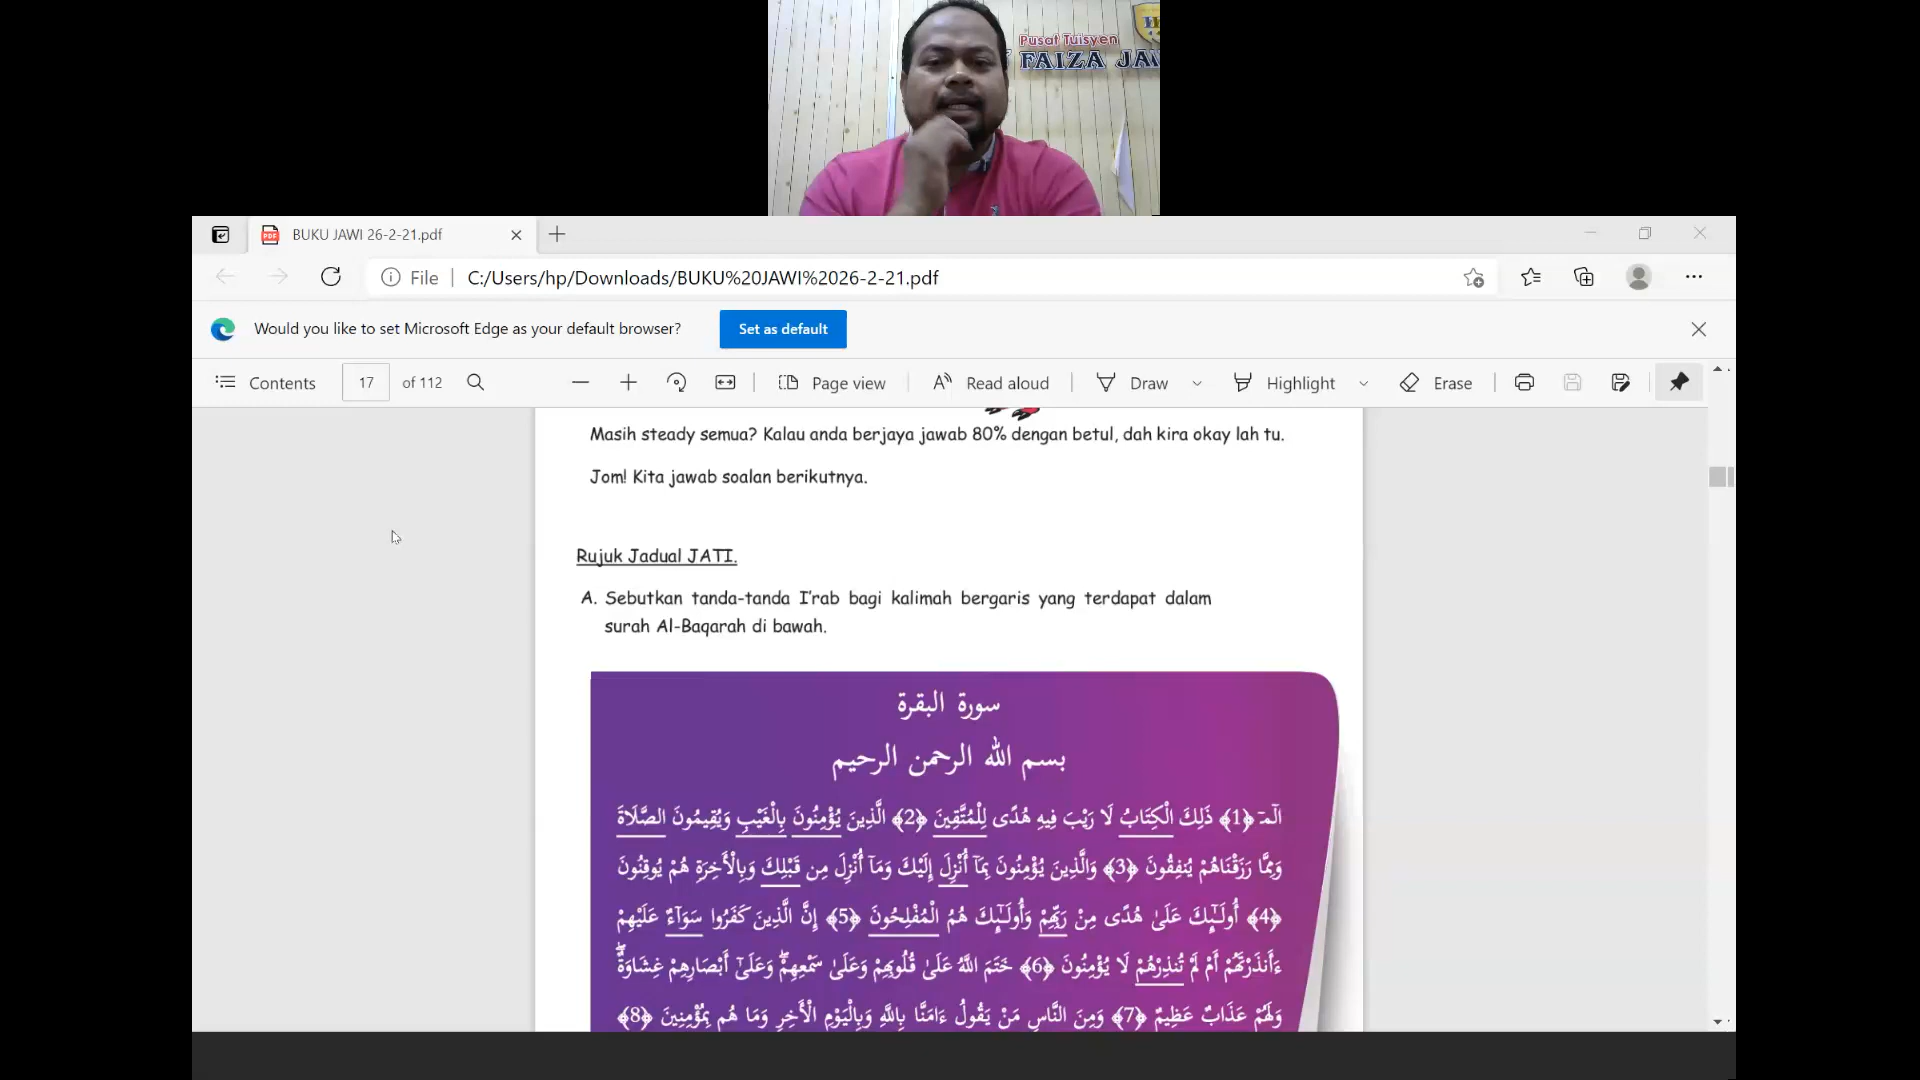 Pusat Tuisyen
FAIZA JAW
BUKU JAWI 26-2-21.pdf
File
C:/Users/hp/Downloads/BUKU%20JAWI%2026-2-21.pdf
Would you like to set Microsoft Edge as your default browser?
Set as default
Contents 17 of 112 Page view Read aloud Draw Highlight Erase
Masih steady semua? Kalau anda berjaya jawab 80% dengan betul, dah kira okay lah tu.
Jom! Kita jawab soalan berikutnya.
Rujuk Jadual JATI.
A. Sebutkan tanda-tanda I'rab bagi kalimah bergaris yang terdapat dalam
surah Al-Baqarah di bawah.
سورة البقرة
بسم الله الرحمن الرحيم
الٓمٓ ﴿1﴾ ذَلِكَ الْكِتَابُ لَا رَيْبَ فِيهِ هُدًى لِلْمُتَّقِينَ ﴿2﴾ الَّذِينَ يُؤْمِنُونَ بِالْغَيْبِ وَيُقِيمُونَ الصَّلَاةَ
وَمِمَّا رَزَقْنَاهُمْ يُنفِقُونَ ﴿3﴾ وَالَّذِينَ يُؤْمِنُونَ بِمَآ أُنْزِلَ إِلَيْكَ وَمَآ أُنْزِلَ مِن قَبْلِكَ وَبِالْأَخِرَةِ هُمْ يُوقِنُونَ
﴿4﴾ أُولَـٰٓئِكَ عَلَىٰ هُدًى مِنْ رَبِّهِمْ وَأُولَـٰٓئِكَ هُمُ الْمُفْلِحُونَ ﴿5﴾ إِنَّ الَّذِينَ كَفَرُوا سَوَآءٌ عَلَيْهِمْ
ءَأَنذَرْتَهُمْ أَمْ لَمْ تُنذِرْهُمْ لَا يُؤْمِنُونَ ﴿6﴾ خَتَمَ اللَّهُ عَلَىٰ قُلُوبِهِمْ وَعَلَىٰ سَمْعِهِمْ ۖ وَعَلَىٰٓ أَبْصَارِهِمْ غِشَاوَةٌ ۖ
وَلَهُمْ عَذَابٌ عَظِيمٌ ﴿7﴾ وَمِنَ النَّاسِ مَنْ يَقُولُ ءَامَنَّا بِاللَّهِ وَبِالْيَوْمِ الْأَخِرِ وَمَا هُم بِمُؤْمِنِينَ ﴿8﴾